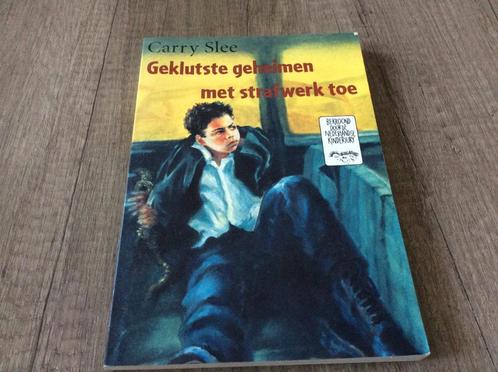 Carry Slee
Geklutste geheimen
met strafwerk toe
BEKROOND
DOOR DE
NEDERLANDSE
KINDERJURY